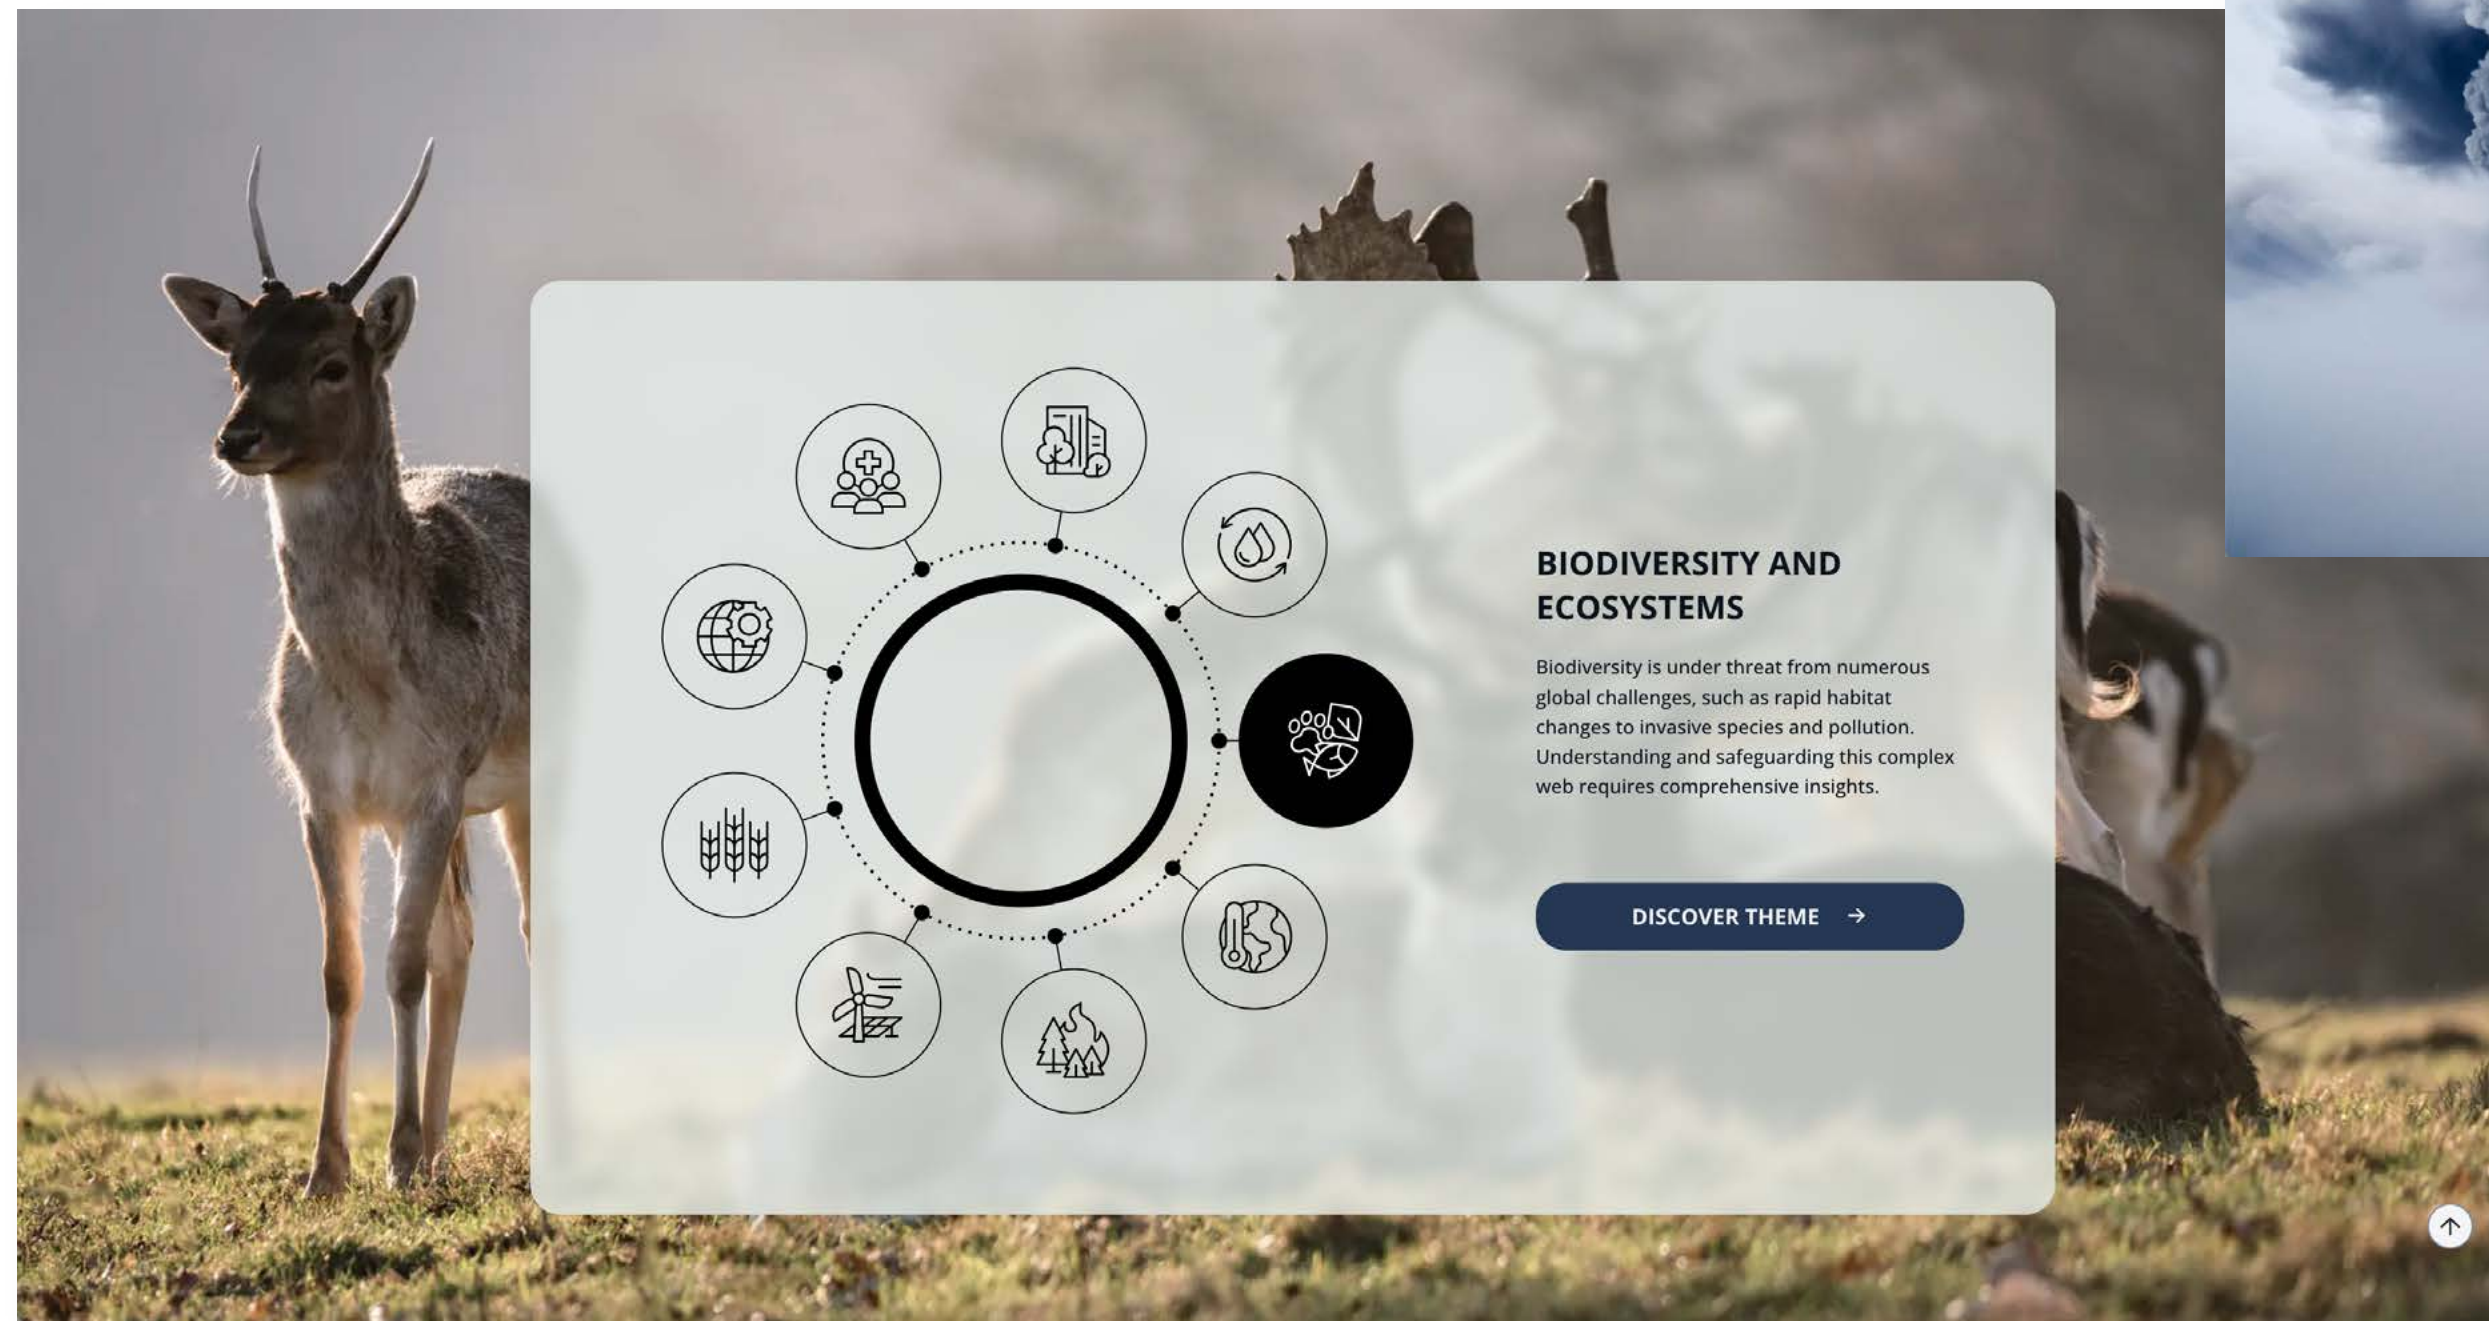 BIODIVERSITY AND
ECOSYSTEMS
Biodiversity is under threat from numerous
global challenges, such as rapid habitat
changes to invasive species and pollution.
Understanding and safeguarding this complex
web requires comprehensive insights.
DISCOVER THEME